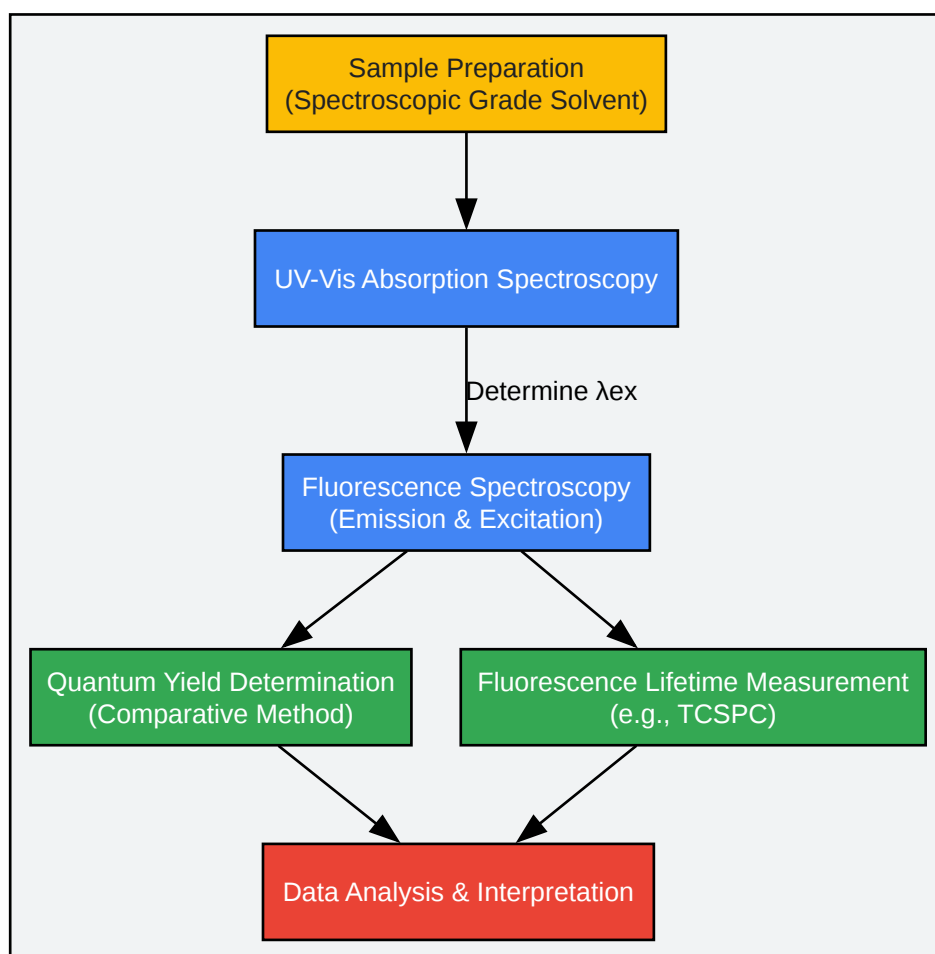 Sample Preparation
(Spectroscopic Grade Solvent)
UV-Vis Absorption Spectroscopy
Determine λex
Fluorescence Spectroscopy
(Emission & Excitation)
Quantum Yield Determination
(Comparative Method)
Fluorescence Lifetime Measurement
(e.g., TCSPC)
Data Analysis & Interpretation